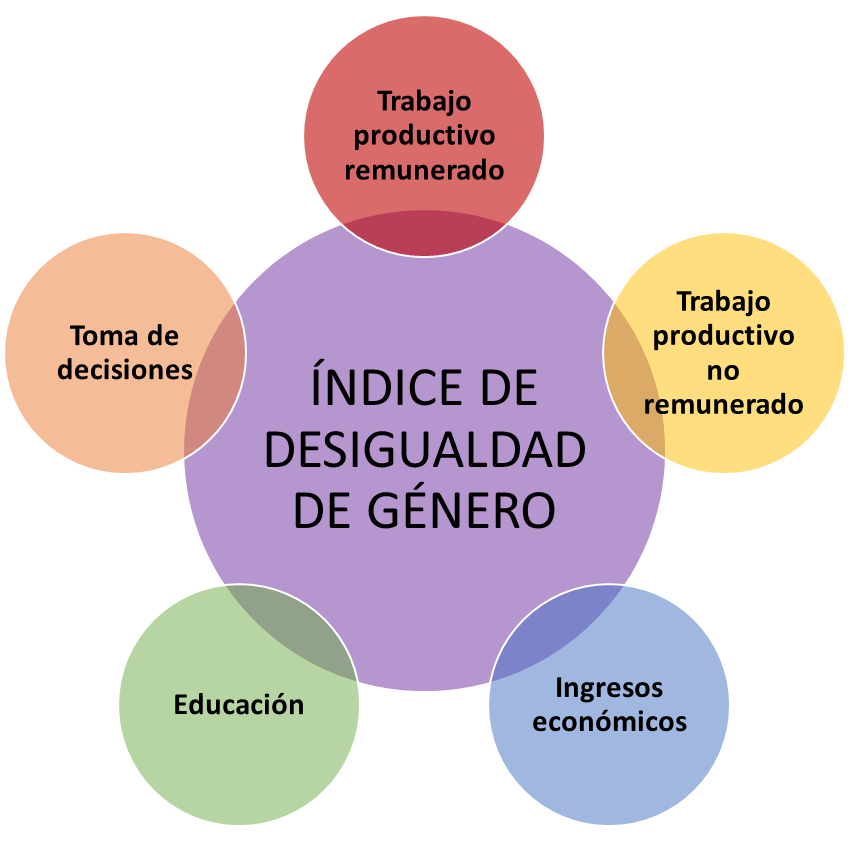 Trabajo
productivo
remunerado
Trabajo
productivo
no
remunerado
Toma de
decisiones
ÍNDICE DE
DESIGUALDAD
DE GÉNERO
Educación
Ingresos
económicos